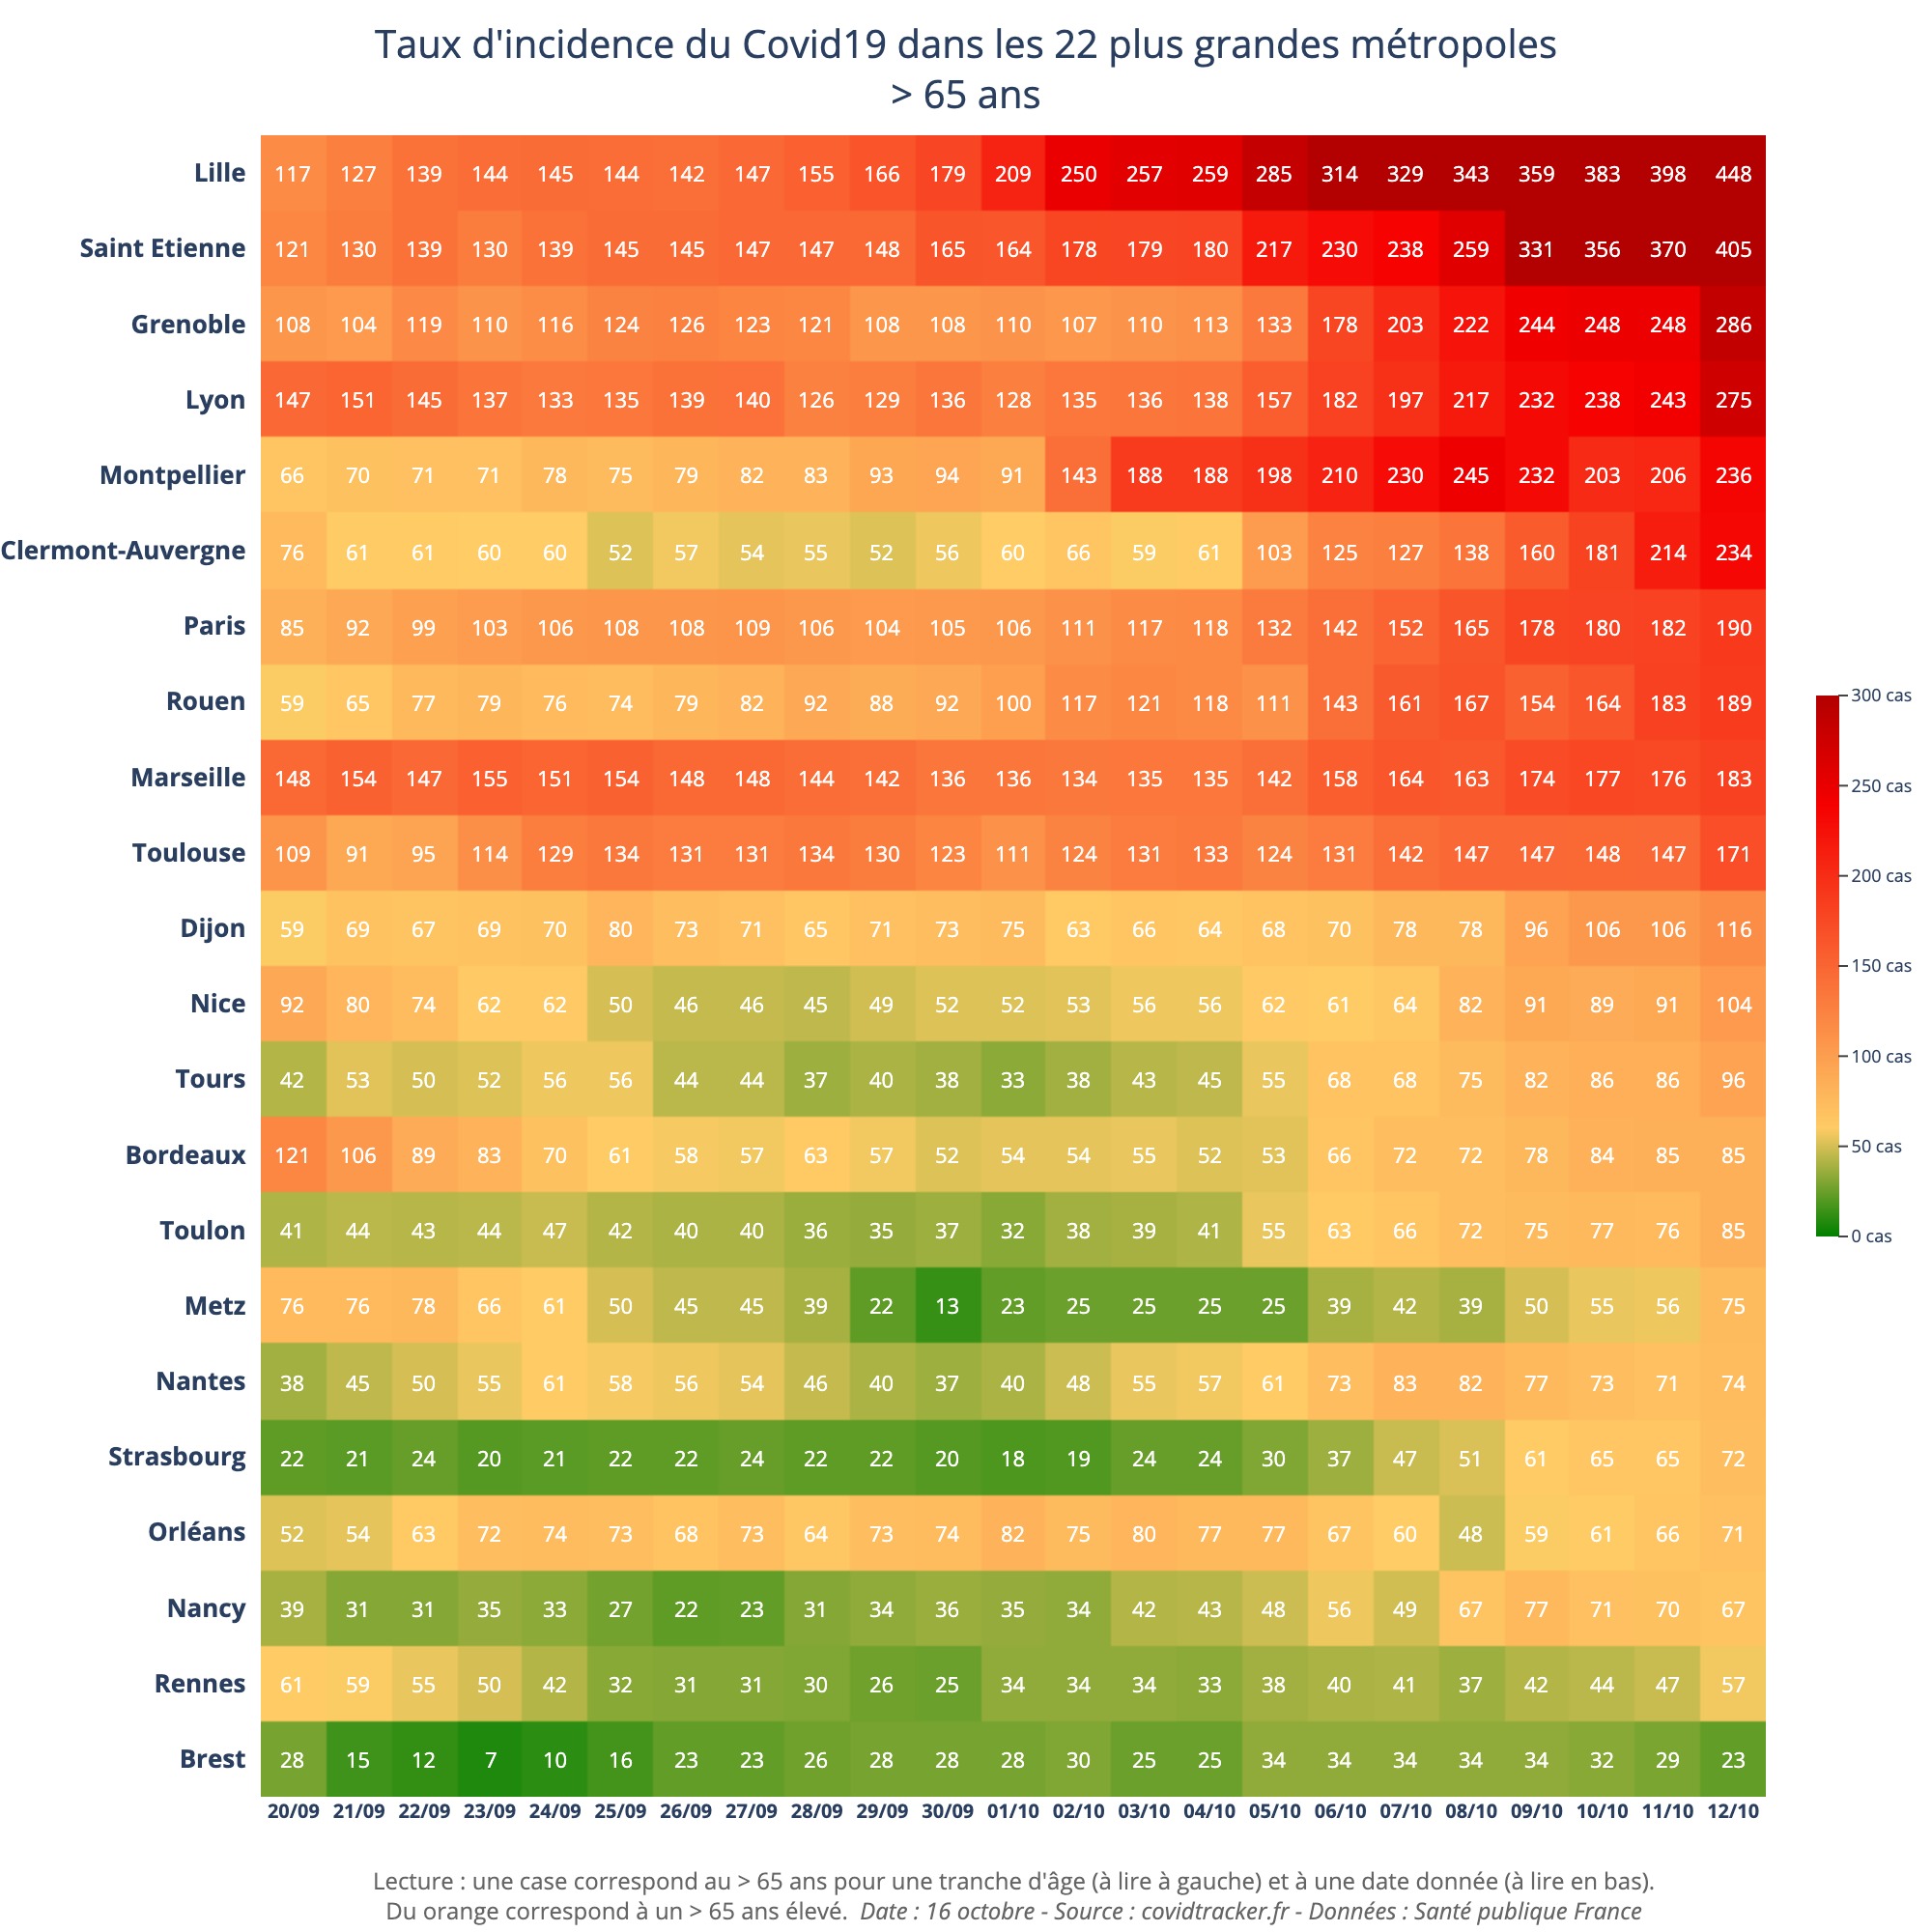 Taux d'incidence du Covid19 dans les 22 plus grandes métropoles
> 65 ans
Lille 117 127 139 144 145 144 142 147 155 166 179 209 250 257 259 285 314 329 343 359 383 398 448
Saint Etienne 121 130 139 130 139 145 145 147 147 148 165 164 178 179 180 217 230 238 259 331 356 370 405
Grenoble 108 104 119 110 116 124 126 123 121 108 108 110 107 110 113 133 178 203 222 244 248 248 286
Lyon 147 151 145 137 133 135 139 140 126 129 136 128 135 136 138 157 182 197 217 232 238 243 275
Montpellier 66 70 71 71 78 75 79 82 83 93 94 91 143 188 188 198 210 230 245 232 203 206 236
Clermont-Auvergne 76 61 61 60 60 52 57 54 55 52 56 60 66 59 61 103 125 127 138 160 181 214 234
Paris 85 92 99 103 106 108 108 109 106 104 105 106 111 117 118 132 142 152 165 178 180 182 190
Rouen 59 65 77 79 76 74 79 82 92 88 92 100 117 121 118 111 143 161 167 154 164 183 189
Marseille 148 154 147 155 151 154 148 148 144 142 136 136 134 135 135 142 158 164 163 174 177 176 183
Toulouse 109 91 95 114 129 134 131 131 134 130 123 111 124 131 133 124 131 142 147 147 148 147 171
Dijon 59 69 67 69 70 80 73 71 65 71 73 75 63 66 64 68 70 78 78 96 106 106 116
Nice 92 80 74 62 62 50 46 46 45 49 52 52 53 56 56 62 61 64 82 91 89 91 104
Tours 42 53 50 52 56 56 44 44 37 40 38 33 38 43 45 55 68 68 75 82 86 86 96
Bordeaux 121 106 89 83 70 61 58 57 63 57 52 54 54 55 52 53 66 72 72 78 84 85 85
Toulon 41 44 43 44 47 42 40 40 36 35 37 32 38 39 41 55 63 66 72 75 77 76 85
Metz 76 76 78 66 61 50 45 45 39 22 13 23 25 25 25 25 39 42 39 50 55 56 75
Nantes 38 45 50 55 61 58 56 54 46 40 37 40 48 55 57 61 73 83 82 77 73 71 74
Strasbourg 22 21 24 20 21 22 22 24 22 22 20 18 19 24 24 30 37 47 51 61 65 65 72
Orléans 52 54 63 72 74 73 68 73 64 73 74 82 75 80 77 77 67 60 48 59 61 66 71
Nancy 39 31 31 35 33 27 22 23 31 34 36 35 34 42 43 48 56 49 67 77 71 70 67
Rennes 61 59 55 50 42 32 31 31 30 26 25 34 34 34 33 38 40 41 37 42 44 47 57
Brest 28 15 12 7 10 16 23 23 26 28 28 28 30 25 25 34 34 34 34 34 32 29 23
20/09 21/09 22/09 23/09 24/09 25/09 26/09 27/09 28/09 29/09 30/09 01/10 02/10 03/10 04/10 05/10 06/10 07/10 08/10 09/10 10/10 11/10 12/10
300 cas
250 cas
200 cas
150 cas
100 cas
50 cas
0 cas
Lecture : une case correspond au > 65 ans pour une tranche d'âge (à lire à gauche) et à une date donnée (à lire en bas).
Du orange correspond à un > 65 ans élevé. Date : 16 octobre - Source : covidtracker.fr - Données : Santé publique France